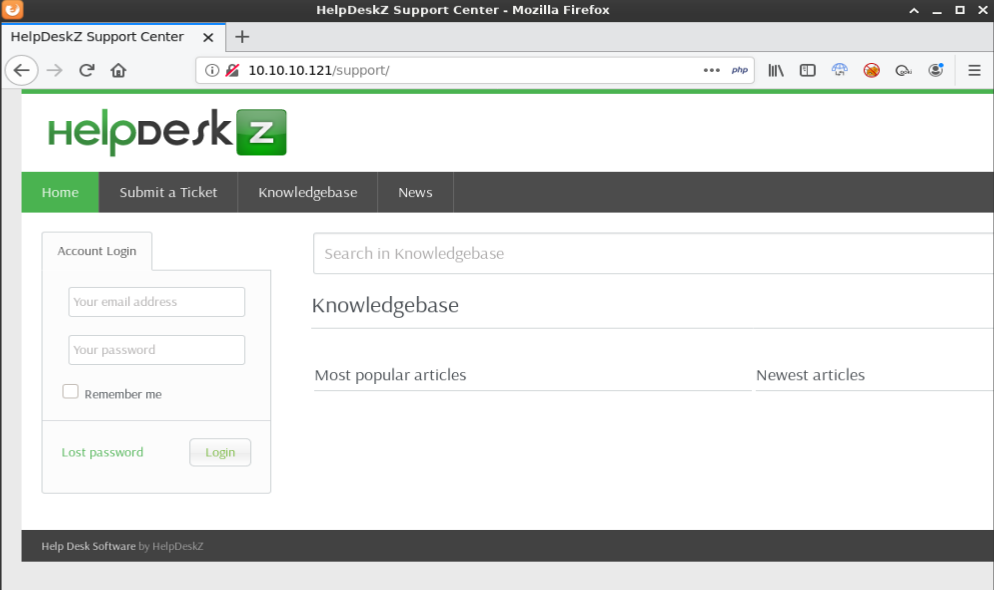 HelpDeskZ Support Center - Mozilla Firefox
HelpDeskZ Support Center
10.10.10.121/support/
php
HelpDesk Z
Home Submit a Ticket Knowledgebase News
Account Login
Search in Knowledgebase
Your email address
Knowledgebase
Your password
Most popular articles Newest articles
Remember me
Lost password Login
Help Desk Software by HelpDeskZ